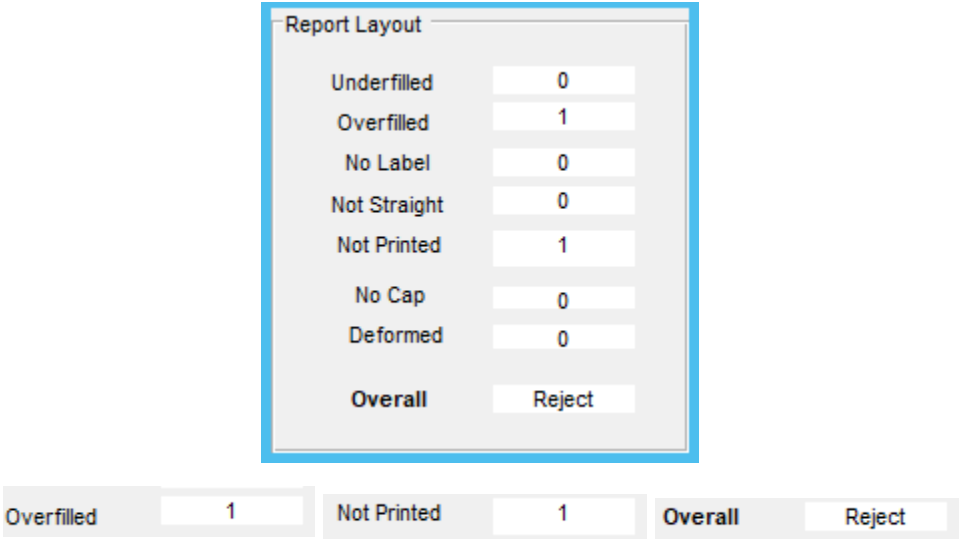 Report Layout
Underfilled 0
Overfilled 1
No Label 0
Not Straight 0
Not Printed 1
No Cap 0
Deformed 0
Overall Reject
Overfilled 1 Not Printed 1 Overall Reject